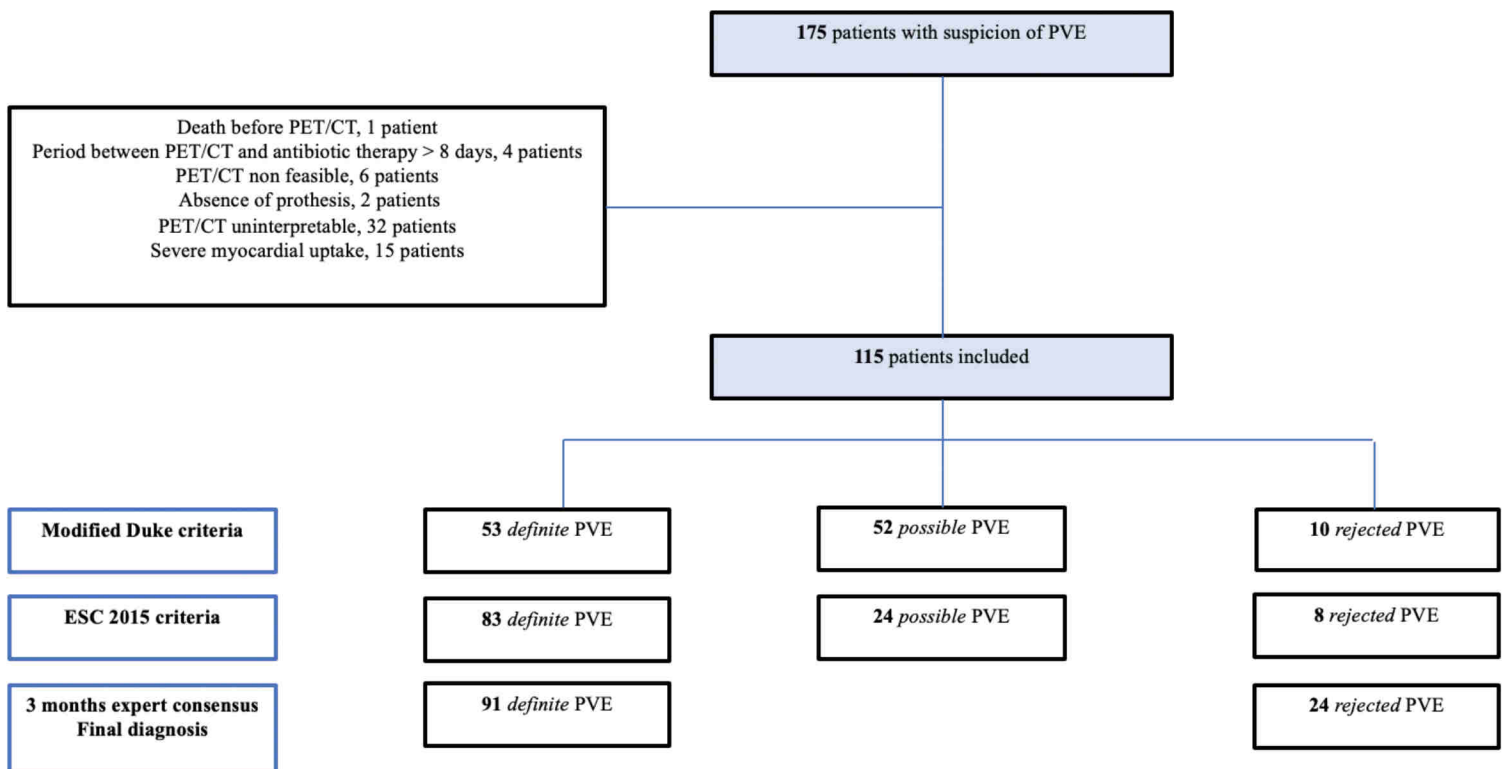 175 patients with suspicion of PVE
Death before PET/CT, 1 patient
Period between PET/CT and antibiotic therapy > 8 days, 4 patients
PET/CT non feasible, 6 patients
Absence of prothesis, 2 patients
PET/CT uninterpretable, 32 patients
Severe myocardial uptake, 15 patients
115 patients included
Modified Duke criteria
53 definite PVE
52 possible PVE
10 rejected PVE
ESC 2015 criteria
83 definite PVE
24 possible PVE
8 rejected PVE
3 months expert consensus
Final diagnosis
91 definite PVE
24 rejected PVE